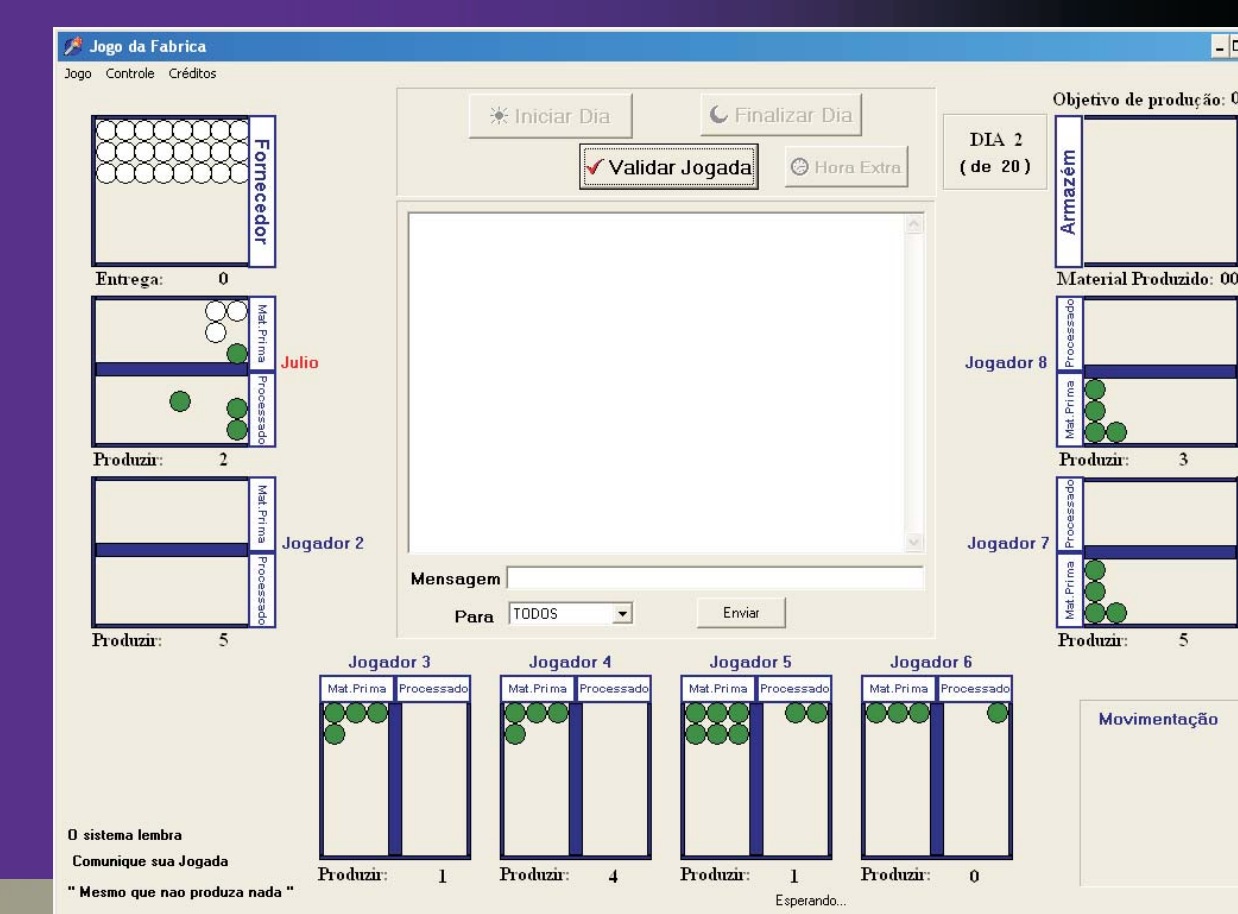 Jogo da Fabrica
Jogo Controle Créditos
Iniciar Dia
Finalizar Dia
Validar Jogada
Hora Extra
DIA 2
(de 20)
Objetivo de produção: 0
Fornecedor
Entrega: 0
Armazém
Material Produzido: 00
Mat.Prima
Processado
Julio
Produzir: 2
Mat.Prima
Processado
Jogador 2
Produzir: 5
Jogador 8
Processado
Mat.Prima
Produzir: 3
Jogador 7
Processado
Mat.Prima
Produzir: 5
Mensagem
Para TODOS Enviar
Jogador 3
Mat.Prima Processado
Produzir: 1
Jogador 4
Mat.Prima Processado
Produzir: 4
Jogador 5
Mat.Prima Processado
Produzir: 1
Jogador 6
Mat.Prima Processado
Produzir: 0
Movimentação
O sistema lembra
Comunique sua Jogada
" Mesmo que nao produza nada "
Esperando...